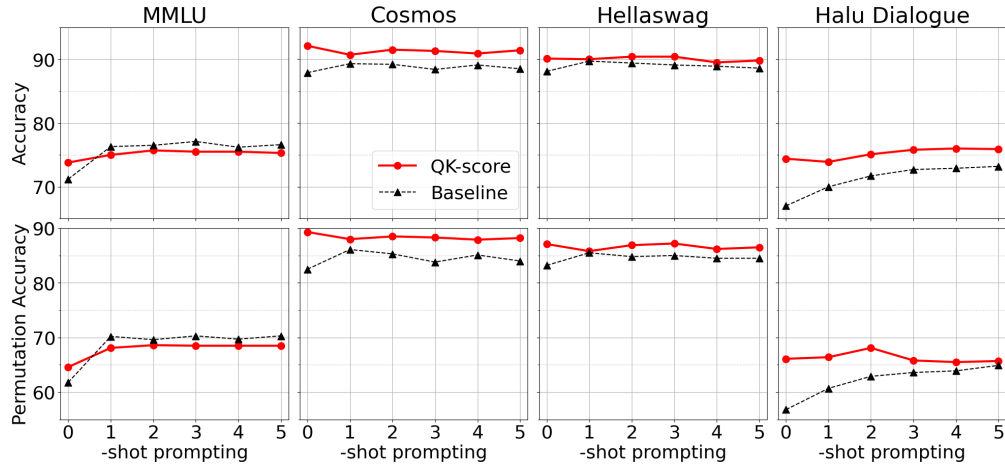 MMLU
Cosmos
Hellaswag
Halu Dialogue
Accuracy
90
80
70
QK-score
Baseline
Permutation Accuracy
90
80
70
60
0 1 2 3 4 5
0 1 2 3 4 5
0 1 2 3 4 5
0 1 2 3 4 5
-shot prompting
-shot prompting
-shot prompting
-shot prompting